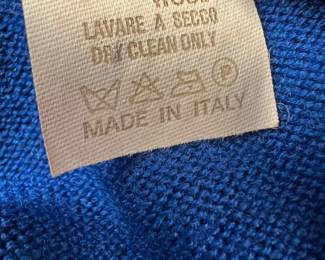 LAVARE A SECCO
DRY CLEAN ONLY
P
MADE IN ITALY